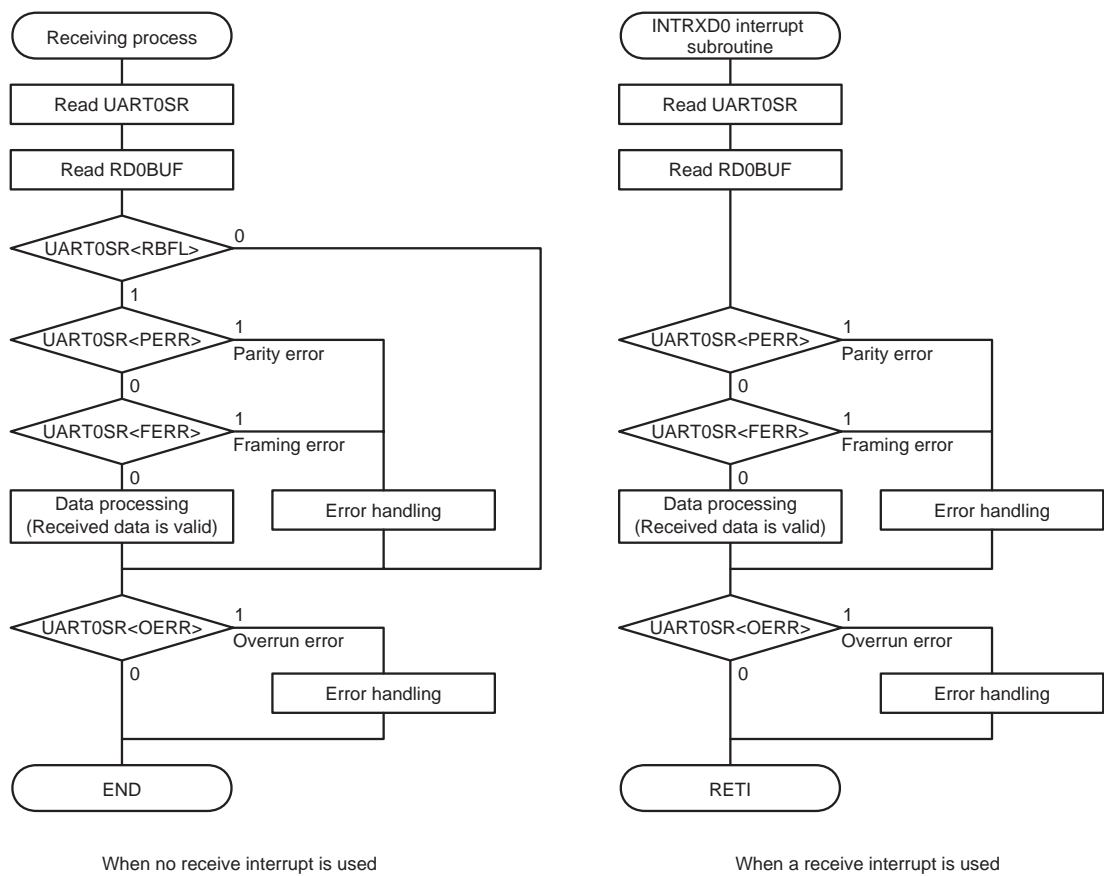 Receiving process
Read UART0SR
Read RD0BUF
UART0SR<RBFL>
0
1
UART0SR<PERR>
1
Parity error
0
UART0SR<FERR>
1
Framing error
0
Data processing
(Received data is valid)
Error handling
UART0SR<OERR>
1
Overrun error
0
Error handling
END
When no receive interrupt is used
INTRXD0 interrupt
subroutine
Read UART0SR
Read RD0BUF
UART0SR<PERR>
1
Parity error
0
UART0SR<FERR>
1
Framing error
0
Data processing
(Received data is valid)
Error handling
UART0SR<OERR>
1
Overrun error
0
Error handling
RETI
When a receive interrupt is used